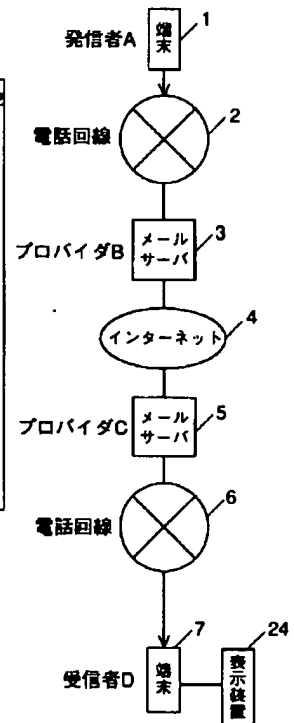 発信者A
端末
1
電話回線
2
プロバイダB
メール
サーバ
3
インターネット
4
プロバイダC
メール
サーバ
5
電話回線
6
受信者D
端末
7
表示装置
24